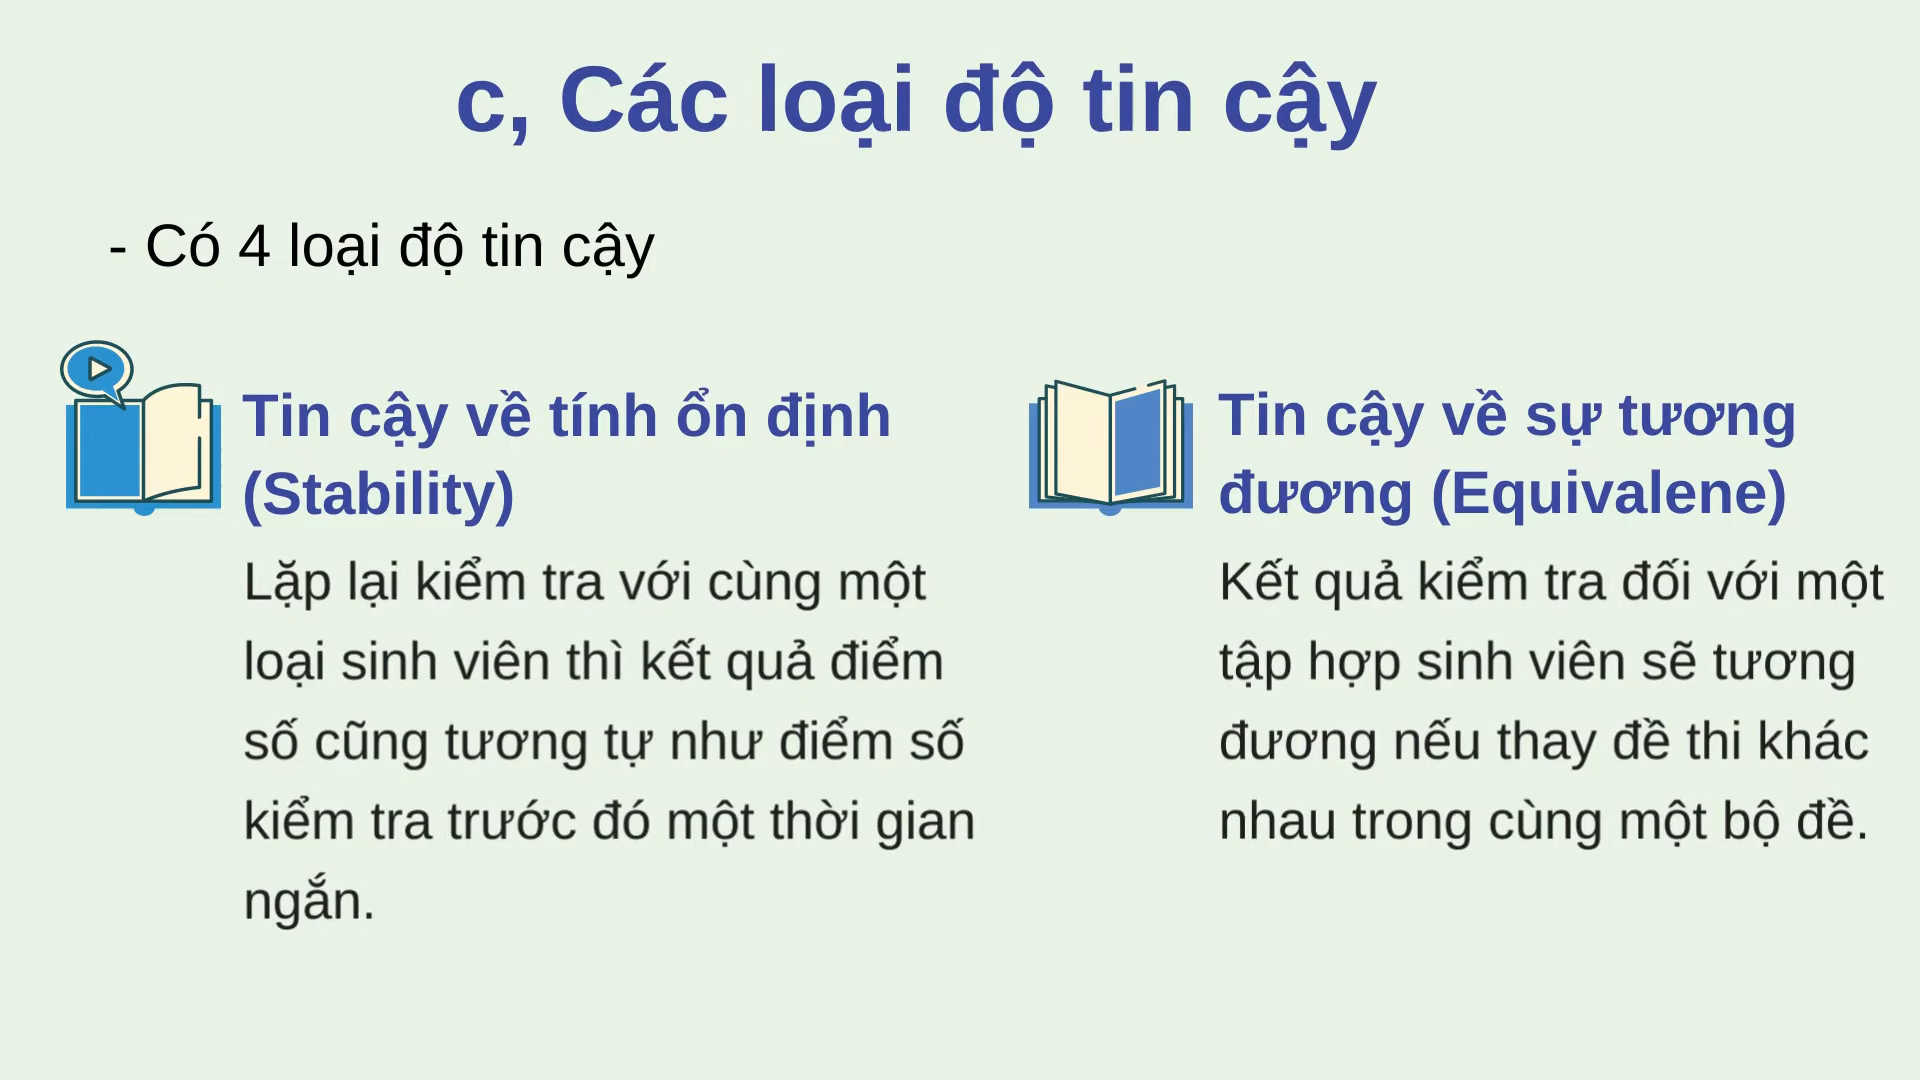 c, Các loại độ tin cậy
- Có 4 loại độ tin cậy
Tin cậy về tính ổn định
(Stability)
Lặp lại kiểm tra với cùng một
loại sinh viên thì kết quả điểm
số cũng tương tự như điểm số
kiểm tra trước đó một thời gian
ngắn.
Tin cậy về sự tương
đương (Equivalene)
Kết quả kiểm tra đối với một
tập hợp sinh viên sẽ tương
đương nếu thay đề thi khác
nhau trong cùng một bộ đề.